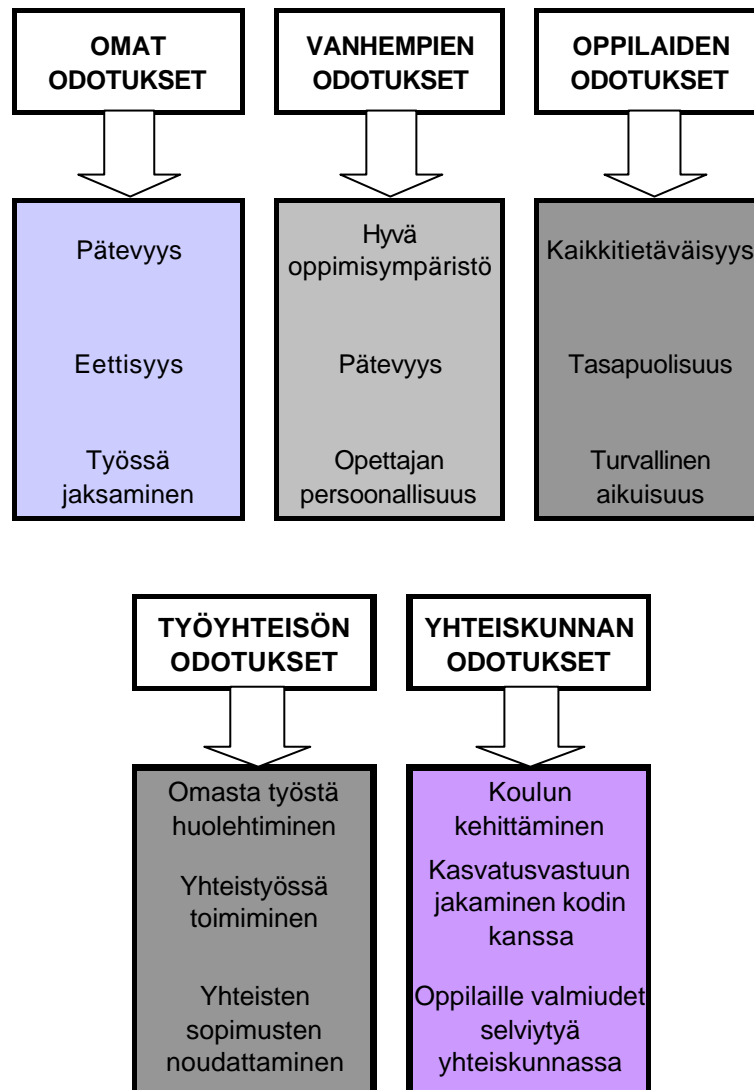 OMAT
ODOTUKSET
VANHEMPIEN
ODOTUKSET
OPPILAIDEN
ODOTUKSET
Pätevyys
Eettisyys
Työssä
jaksaminen
Hyvä
oppimisympäristö
Pätevyys
Opettajan
persoonallisuus
Kaikkitietäväisyys
Tasapuolisuus
Turvallinen
aikuisuus
TYÖYHTEISÖN
ODOTUKSET
YHTEISKUNNAN
ODOTUKSET
Omasta työstä
huolehtiminen
Yhteistyössä
toimiminen
Yhteisten
sopimusten
noudattaminen
Koulun
kehittäminen
Kasvatusvastuun
jakaminen kodin
kanssa
Oppilaille valmiudet
selviytyä
yhteiskunnassa